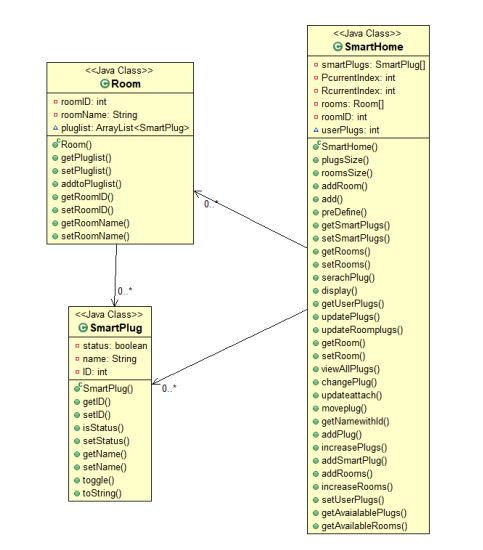 <<Java Class>>
Room
roomID: int
roomName: String
pluglist: ArrayList<SmartPlug>
Room()
getPluglist()
setPluglist()
addtoPluglist()
getRoomID()
setRoomID()
getRoomName()
setRoomName()
0..*
<<Java Class>>
SmartPlug
status: boolean
name: String
ID: int
SmartPlug()
getID()
setID()
isStatus()
setStatus()
getName()
setName()
toggle()
toString()
<<Java Class>>
SmartHome
smartPlugs: SmartPlug[]
PcurrentIndex: int
RcurrentIndex: int
rooms: Room[]
roomID: int
userPlugs: int
SmartHome()
plugsSize()
roomsSize()
addRoom()
add()
preDefine()
getSmartPlugs()
setSmartPlugs()
getRooms()
setRooms()
serachPlug()
display()
getUserPlugs()
updatePlugs()
updateRoomplugs()
getRoom()
setRoom()
viewAllPlugs()
changePlug()
updateattach()
moveplug()
getNamewithId()
addPlug()
increasePlugs()
addSmartPlug()
addRooms()
increaseRooms()
setUserPlugs()
getAvaialablePlugs()
getAvailableRooms()
0..*
0..*